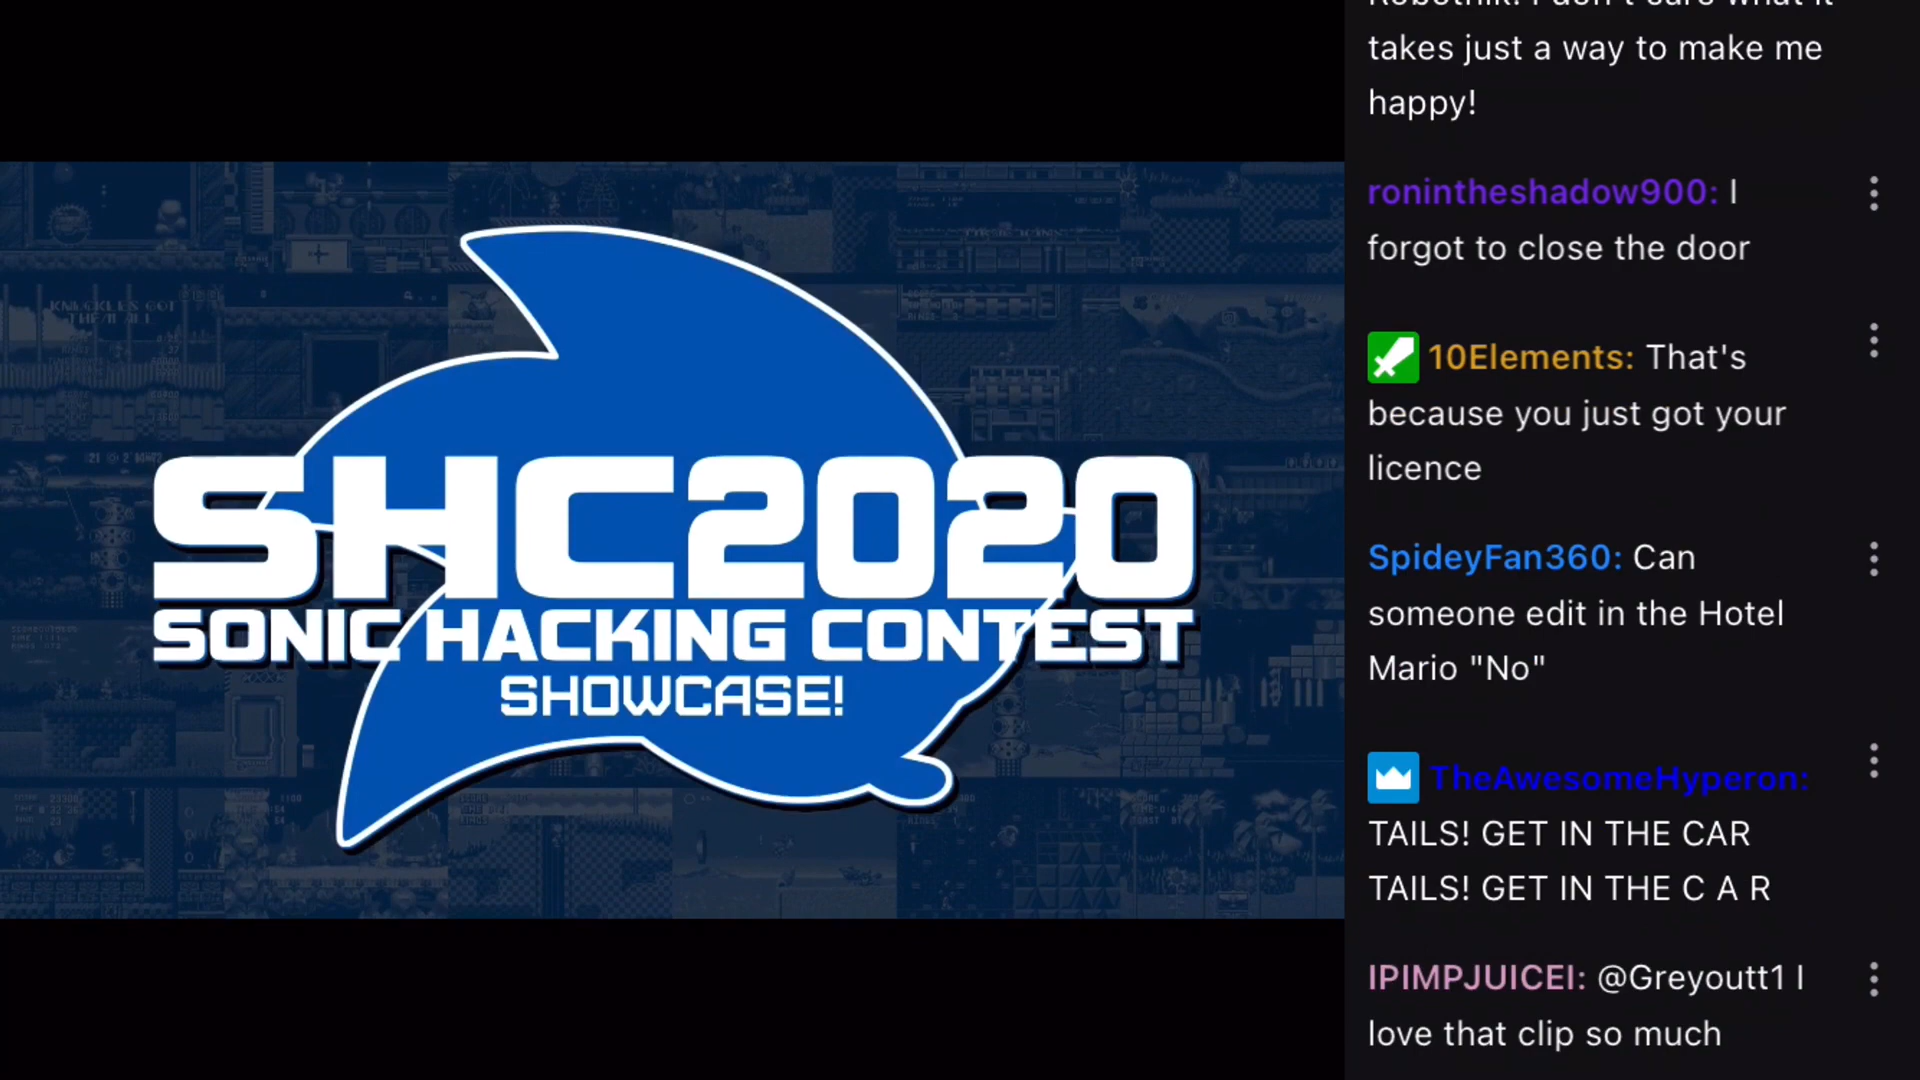 SHC2020
SONIC HACKING CONTEST
SHOWCASE!
takes just a way to make me
happy!
ronintheshadow900: I
forgot to close the door
10Elements: That's
because you just got your
licence
SpideyFan360: Can
someone edit in the Hotel
Mario "No"
TheAwesomeHyperon:
TAILS! GET IN THE CAR
TAILS! GET IN THE C A R
IPIMPJUICEI: @Greyoutt1 I
love that clip so much